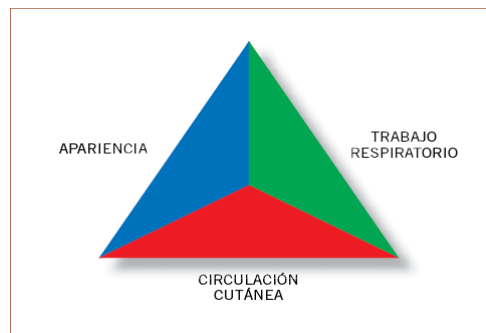 APARIENCIA
TRABAJO
RESPIRATORIO
CIRCULACIÓN
CUTÁNEA